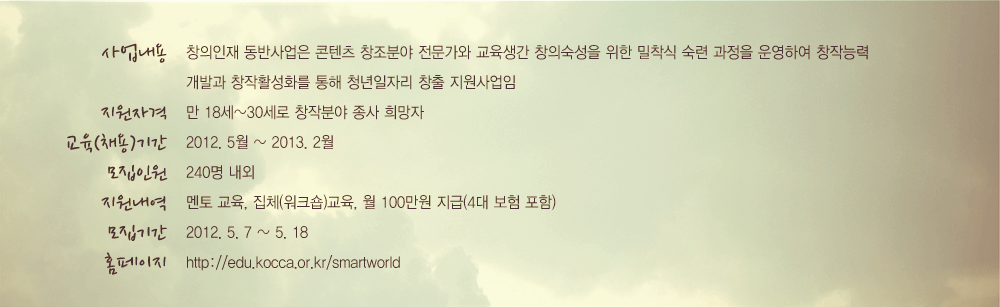 사업내용 창의인재 동반사업은 콘텐츠 창조분야 전문가와 교육생간 창의숙성을 위한 밀착식 숙련 과정을 운영하여 창작능력
개발과 창작활성화를 통해 청년일자리 창출 지원사업임
지원자격 만 18세~30세로 창작분야 종사 희망자
교육(채용)기간 2012. 5월 ~ 2013. 2월
모집인원 240명 내외
지원내역 멘토 교육, 집체(워크숍)교육, 월 100만원 지급(4대 보험 포함)
모집기간 2012. 5. 7 ~ 5. 18
홈페이지 http://edu.kocca.or.kr/smartworld